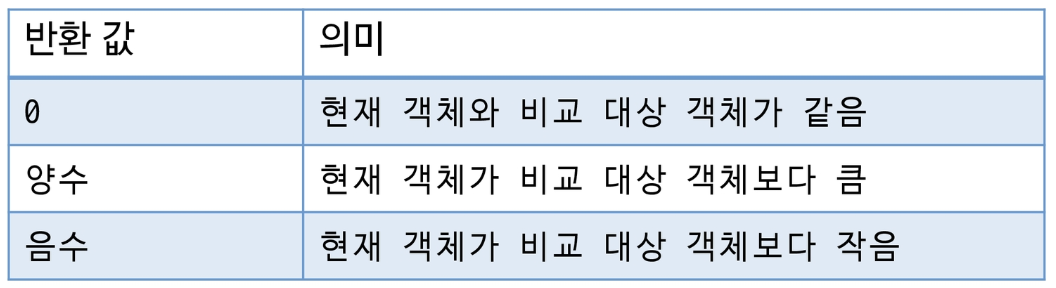 반환 값 의미
0 현재 객체와 비교 대상 객체가 같음
양수 현재 객체가 비교 대상 객체보다 큼
음수 현재 객체가 비교 대상 객체보다 작음